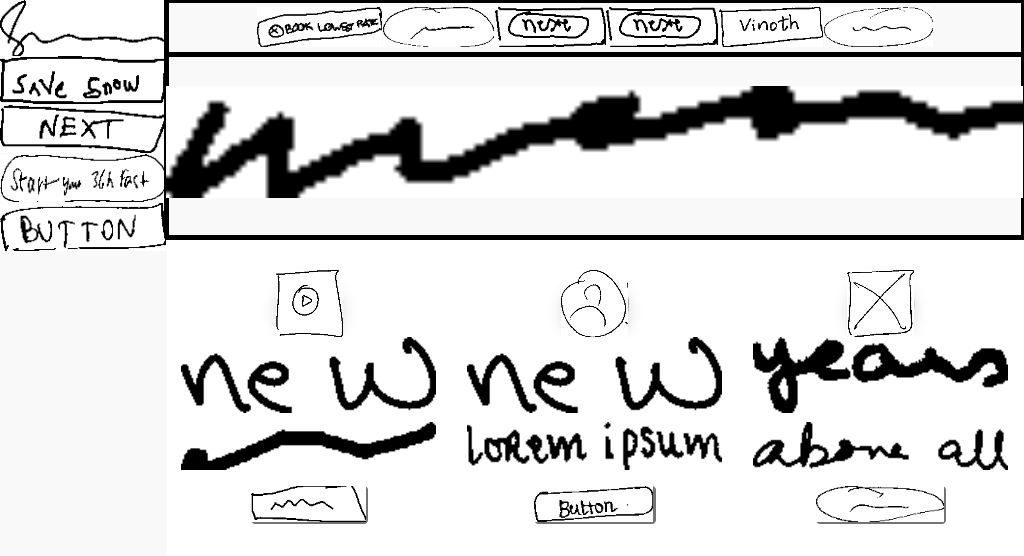 BOOK LOWEST RATE
next
next
Vinoth
Save Snow
NEXT
Start your 36h Fast
BUTTON
new new years
lorem ipsum above all
Button